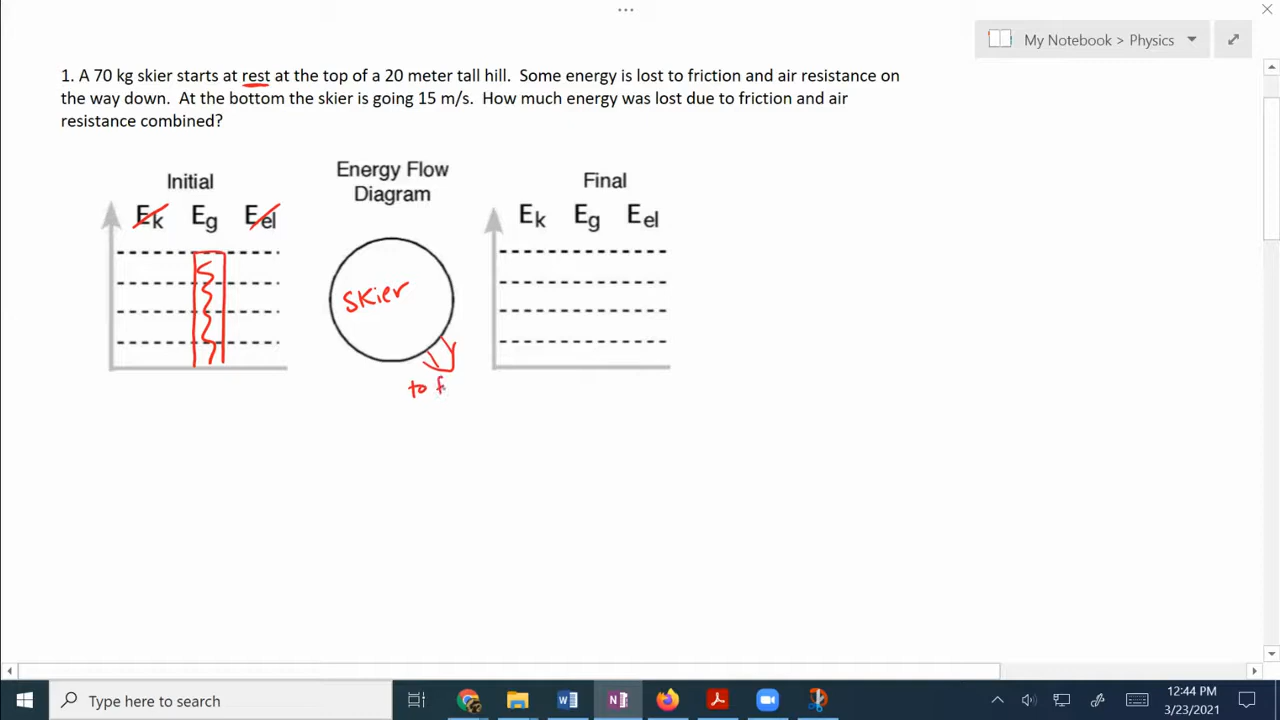 My Notebook > Physics
1. A 70 kg skier starts at rest at the top of a 20 meter tall hill.  Some energy is lost to friction and air resistance on
the way down.  At the bottom the skier is going 15 m/s.  How much energy was lost due to friction and air
resistance combined?
Initial
Ek Eg Eel
Energy Flow
Diagram
skier
to f
Final
Ek Eg Eel
Type here to search
12:44 PM
3/23/2021